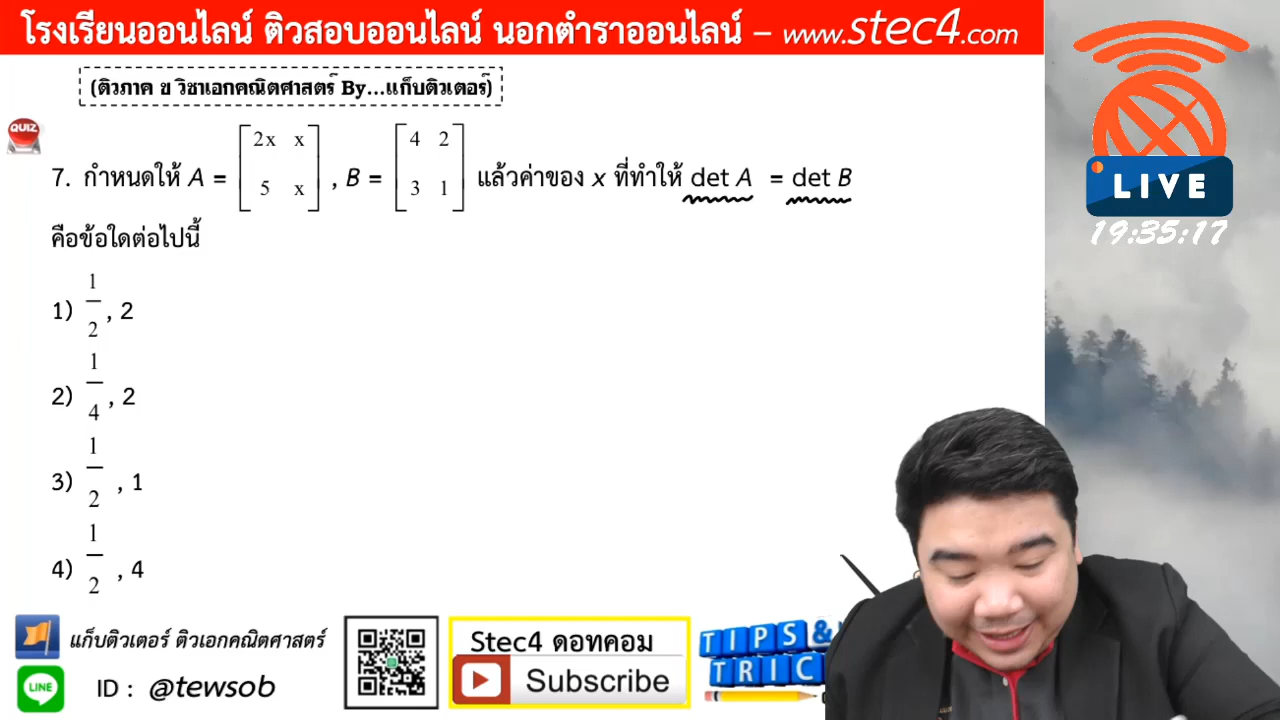 โรงเรียนออนไลน์ ติวสอบออนไลน์ นอกตำราออนไลน์ – www.stec4.com
(ติวภาค ข วิชาเอกคณิตศาสตร์ By...แก๊บติวเตอร์)
QUIZ
7. กำหนดให้ A = [2x x; 5 x] , B = [4 2; 3 1] แล้วค่าของ x ที่ทำให้ det A = det B
คือข้อใดต่อไปนี้
1) 1/2 , 2
2) 1/4 , 2
3) 1/2 , 1
4) 1/2 , 4
LIVE
19:35:17
แก๊บติวเตอร์ ติวเอกคณิตศาสตร์
LINE
ID : @tewsob
Stec4 ดอทคอม
Subscribe
TIPS &
TRIC